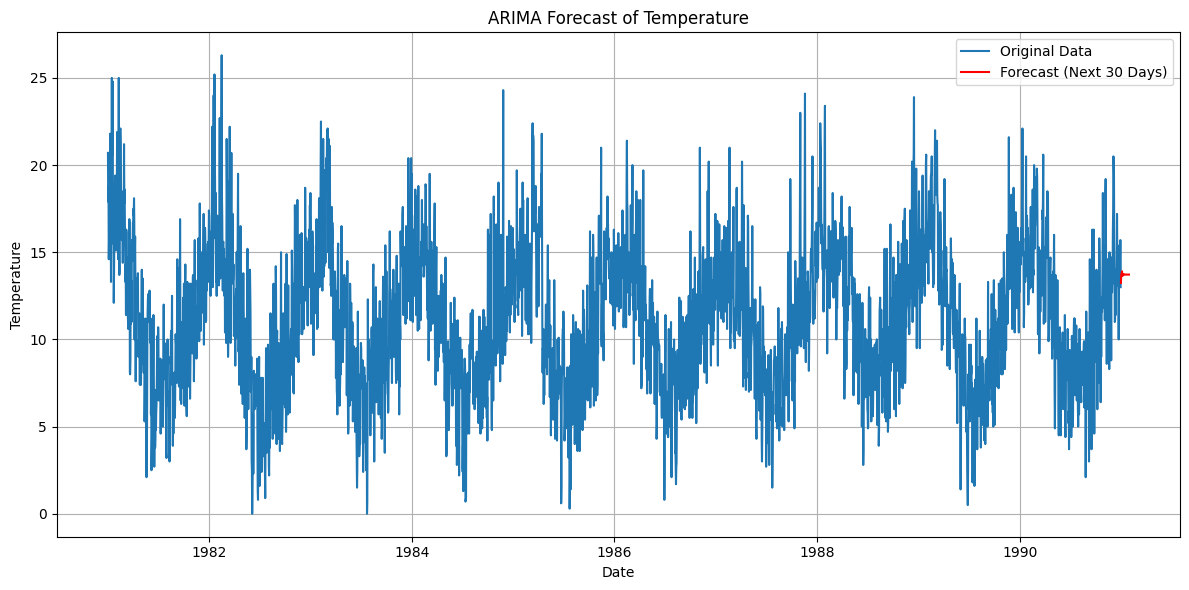 ARIMA Forecast of Temperature
Original Data
Forecast (Next 30 Days)
Temperature
25
20
15
10
5
0
1982 1984 1986 1988 1990
Date